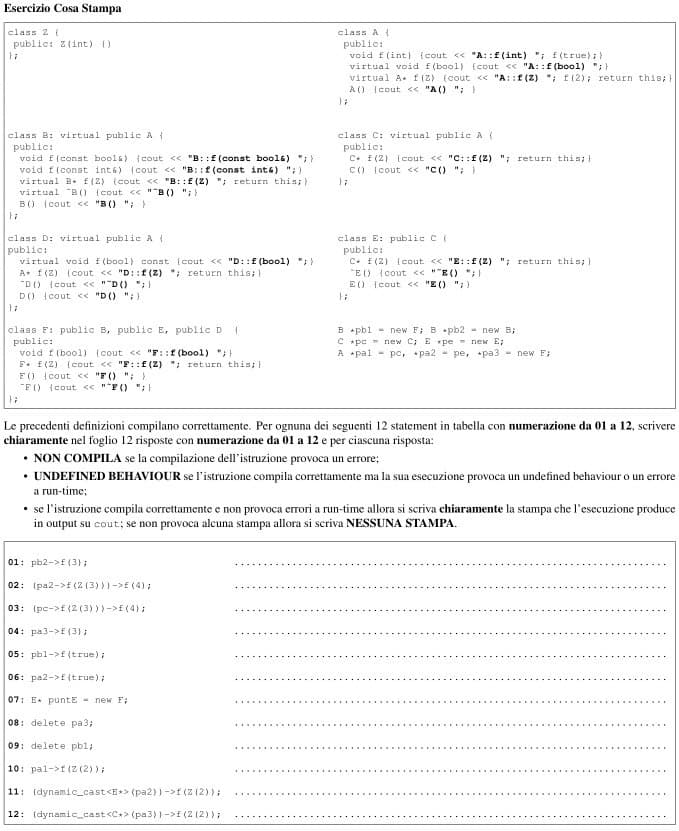 Esercizio Cosa Stampa
class Z {
 public: Z(int) {}
};
class A {
 public:
  void f(int) {cout << "A::f(int) "; f(true);}
  virtual void f(bool) {cout << "A::f(bool) ";}
  virtual A* f(Z) {cout << "A::f(Z) "; f(2); return this;}
  A() {cout << "A() "; }
};
class B: virtual public A {
 public:
  void f(const bool&) {cout << "B::f(const bool&) ";}
  void f(const int&) {cout << "B::f(const int&) ";}
  virtual B* f(Z) {cout << "B::f(Z) "; return this;}
  virtual ~B() {cout << "~B() ";}
  B() {cout << "B() "; }
};
class C: virtual public A {
 public:
  C* f(Z) {cout << "C::f(Z) "; return this;}
  C() {cout << "C() "; }
};
class D: virtual public A {
public:
  virtual void f(bool) const {cout << "D::f(bool) ";}
  A* f(Z) {cout << "D::f(Z) "; return this;}
  ~D() {cout << "~D() ";}
  D() {cout << "D() ";}
};
class E: public C {
 public:
  C* f(Z) {cout << "E::f(Z) "; return this;}
  ~E() {cout << "~E() ";}
  E() {cout << "E() ";}
};
class F: public B, public E, public D  {
 public:
  void f(bool) {cout << "F::f(bool) ";}
  F* f(Z) {cout << "F::f(Z) "; return this;}
  F() {cout << "F() "; }
  ~F() {cout << "~F() ";}
};
B *pb1 = new F; B *pb2 = new B;
C *pc = new C; E *pe = new E;
A *pa1 = pc, *pa2 = pe, *pa3 = new F;
Le precedenti definizioni compilano correttamente. Per ognuna dei seguenti 12 statement in tabella con numerazione da 01 a 12, scrivere
chiaramente nel foglio 12 risposte con numerazione da 01 a 12 e per ciascuna risposta:
• NON COMPILA se la compilazione dell'istruzione provoca un errore;
• UNDEFINED BEHAVIOUR se l'istruzione compila correttamente ma la sua esecuzione provoca un undefined behaviour o un errore
a run-time;
• se l'istruzione compila correttamente e non provoca errori a run-time allora si scriva chiaramente la stampa che l'esecuzione produce
in output su cout; se non provoca alcuna stampa allora si scriva NESSUNA STAMPA.
01: pb2->f(3);
02: (pa2->f(Z(3)))->f(4);
03: (pc->f(Z(3)))->f(4);
04: pa3->f(3);
05: pb1->f(true);
06: pa2->f(true);
07: E* puntE = new F;
08: delete pa3;
09: delete pb1;
10: pa1->f(Z(2));
11: (dynamic_cast<E*>(pa2))->f(Z(2));
12: (dynamic_cast<C*>(pa3))->f(Z(2));